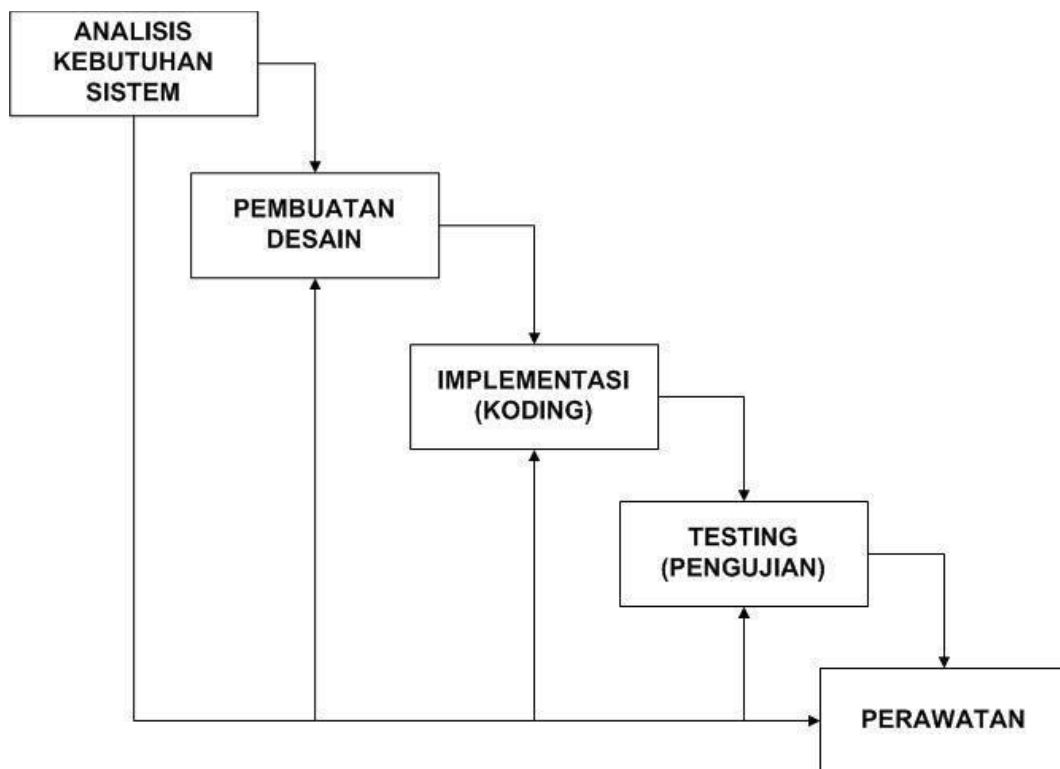 ANALISIS
KEBUTUHAN
SISTEM
PEMBUATAN
DESAIN
IMPLEMENTASI
(KODING)
TESTING
(PENGUJIAN)
PERAWATAN